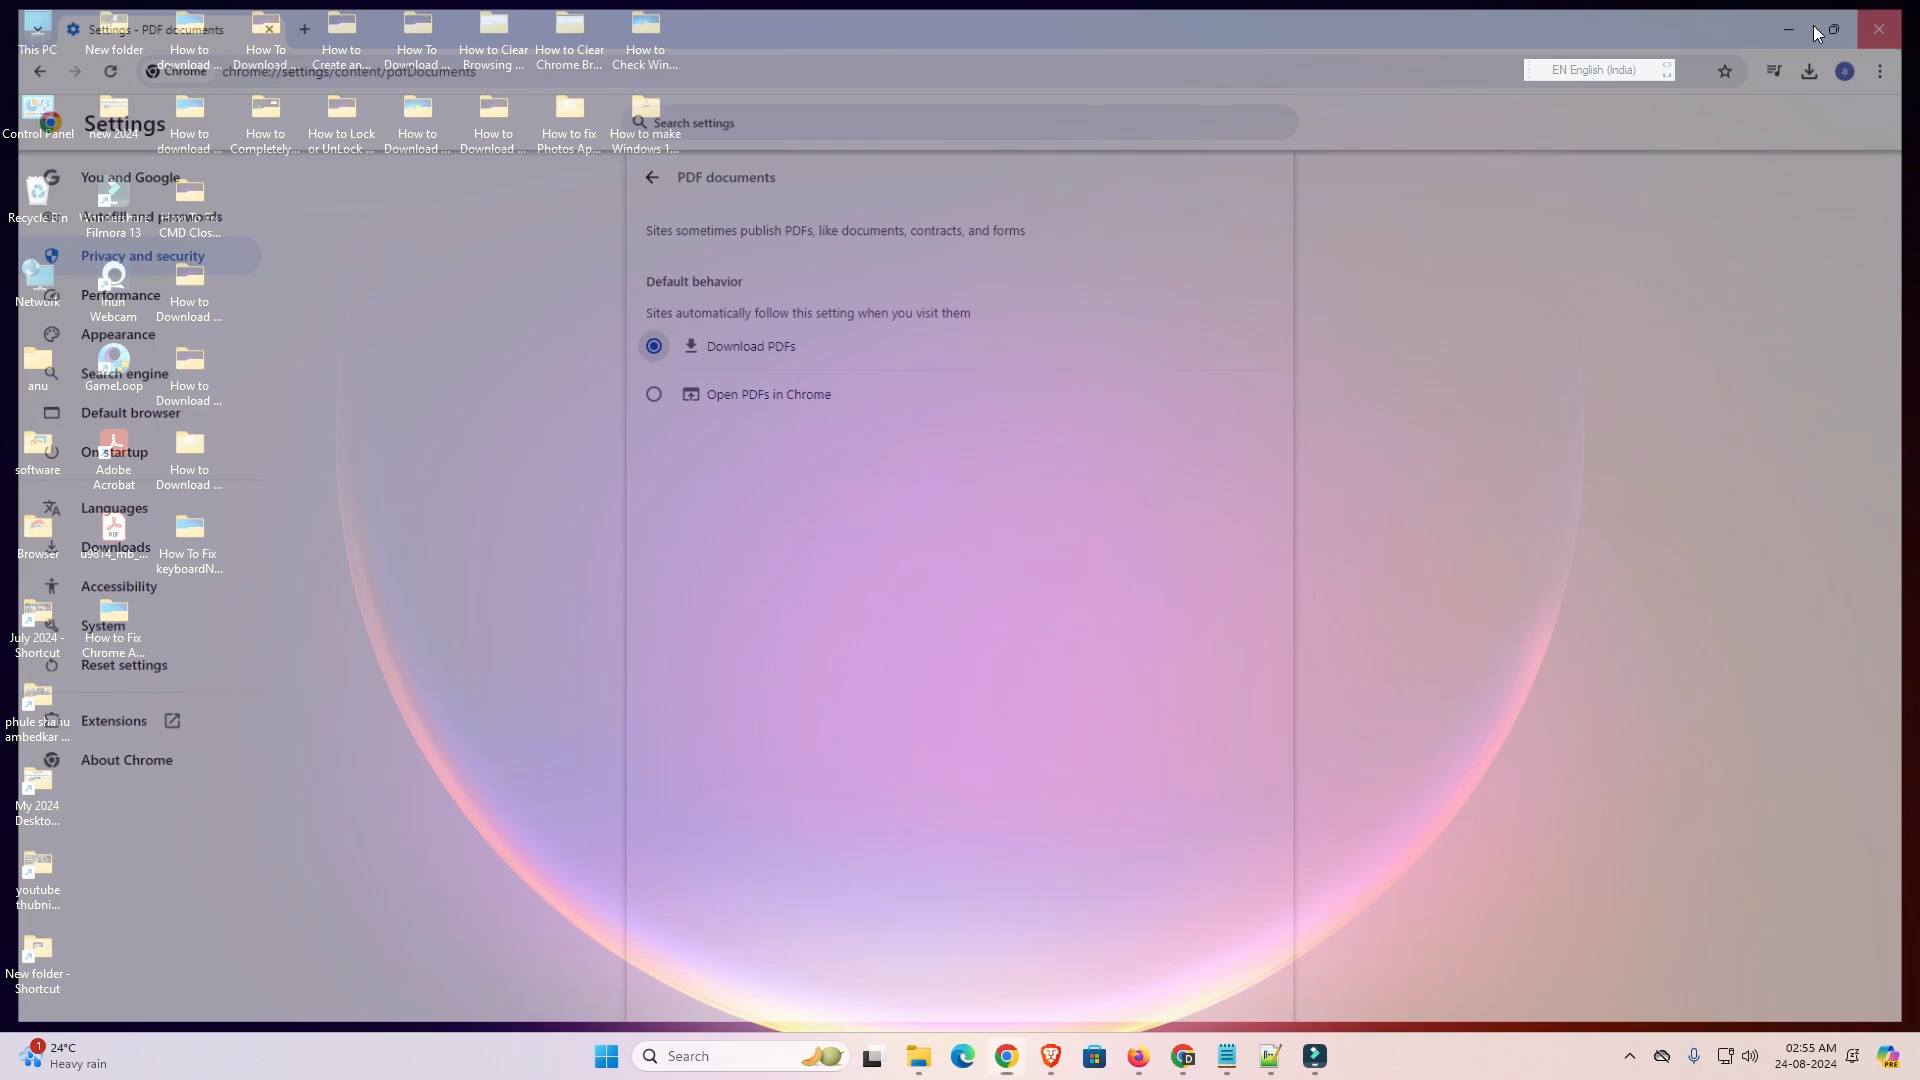 Settings - PDF documents
Chrome
chrome://settings/content/pdfDocuments
EN English (India)
a
Settings
Search settings
You and Google
Autofill and passwords
Privacy and security
Performance
Appearance
Search engine
Default browser
On startup
Languages
Downloads
Accessibility
System
Reset settings
Extensions
About Chrome
PDF documents
Sites sometimes publish PDFs, like documents, contracts, and forms
Default behavior
Sites automatically follow this setting when you visit them
Download PDFs
Open PDFs in Chrome
This PC
New folder
How to
download ...
How To
Download ...
How to
Create an...
How To
Download ...
How to Clear
Browsing ...
How to Clear
Chrome Br...
How to
Check Win...
Control Panel
new 2024
How to
download ...
How to
Completely...
How to Lock
or UnLock ...
How to
Download ...
How to
Download ...
How to fix
Photos Ap...
How to make
Windows 1...
Recycle Bin
Wondershare
Filmora 13
How To Fix
CMD Clos...
Network
Iriun
Webcam
How to
Download ...
anu
GameLoop
How to
Download ...
software
Adobe
Acrobat
How to
Download ...
Browser
u9814_mb_...
How To Fix
keyboardN...
July 2024 -
Shortcut
How to Fix
Chrome A...
phule shahu
ambedkar ...
My 2024
Deskto...
youtube
thubni...
New folder -
Shortcut
1
24°C
Heavy rain
Search
02:55 AM
24-08-2024
PRE